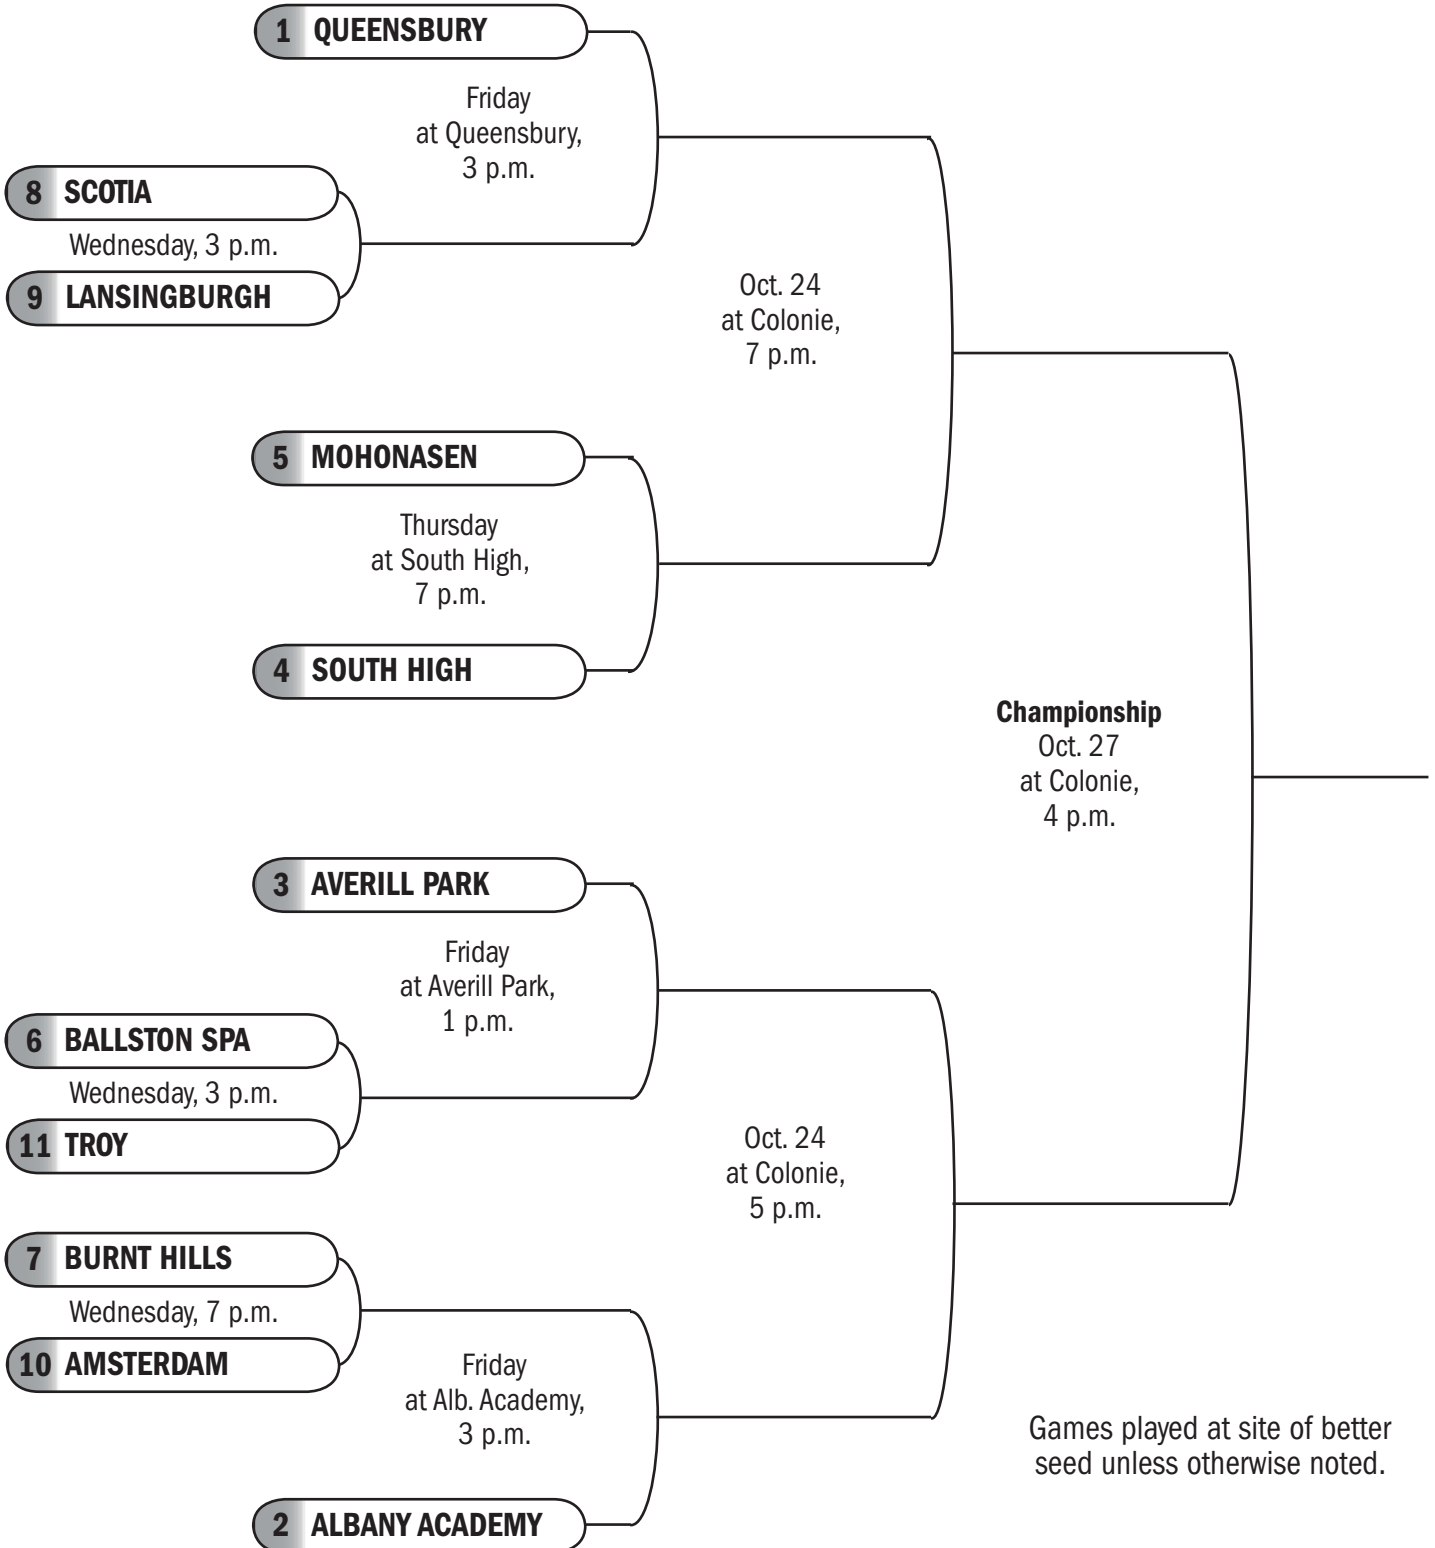 1 QUEENSBURY
Friday
at Queensbury,
3 p.m.
8 SCOTIA
Wednesday, 3 p.m.
9 LANSINGBURGH
Oct. 24
at Colonie,
7 p.m.
5 MOHONASEN
Thursday
at South High,
7 p.m.
4 SOUTH HIGH
Championship
Oct. 27
at Colonie,
4 p.m.
3 AVERILL PARK
Friday
at Averill Park,
1 p.m.
6 BALLSTON SPA
Wednesday, 3 p.m.
11 TROY
Oct. 24
at Colonie,
5 p.m.
7 BURNT HILLS
Wednesday, 7 p.m.
10 AMSTERDAM
Friday
at Alb. Academy,
3 p.m.
2 ALBANY ACADEMY
Games played at site of better
seed unless otherwise noted.